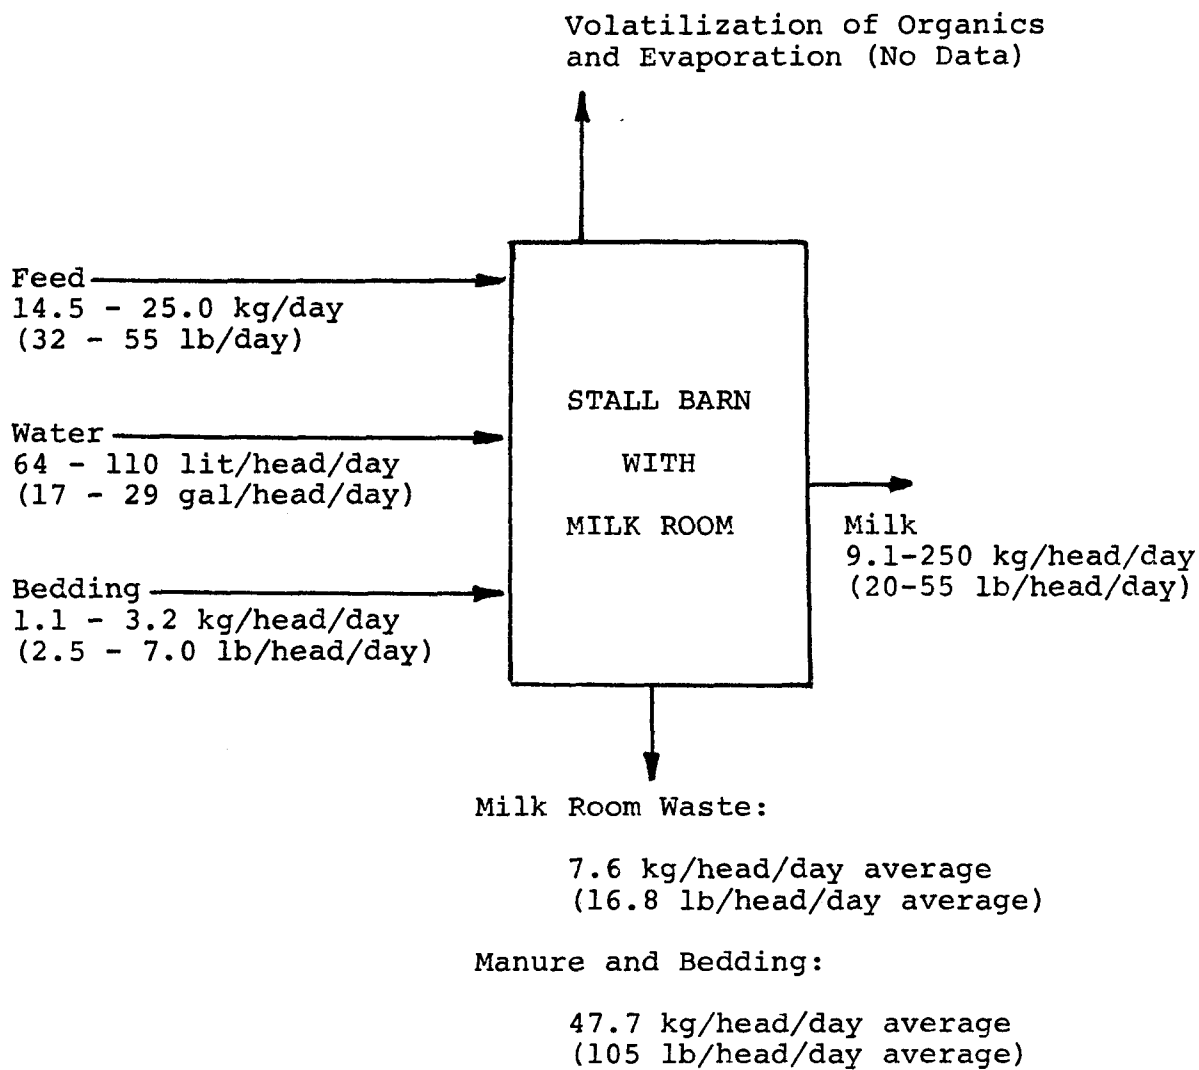 Volatilization of Organics
and Evaporation (No Data)
Feed
14.5 - 25.0 kg/day
(32 - 55 lb/day)
Water
64 - 110 lit/head/day
(17 - 29 gal/head/day)
Bedding
1.1 - 3.2 kg/head/day
(2.5 - 7.0 lb/head/day)
STALL BARN
WITH
MILK ROOM
Milk
9.1-250 kg/head/day
(20-55 lb/head/day)
Milk Room Waste:
7.6 kg/head/day average
(16.8 lb/head/day average)
Manure and Bedding:
47.7 kg/head/day average
(105 lb/head/day average)